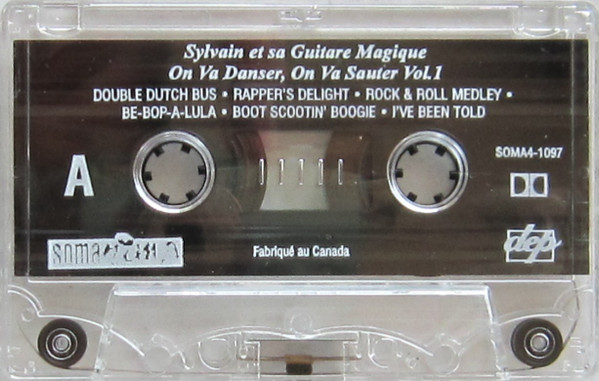 Sylvain et sa Guitare Magique
On Va Danser, On Va Sauter Vol.1
DOUBLE DUTCH BUS • RAPPER'S DELIGHT • ROCK & ROLL MEDLEY •
BE-BOP-A-LULA • BOOT SCOOTIN' BOOGIE • I'VE BEEN TOLD
SOMA4-1097
A
soma
dep
Fabriqué au Canada